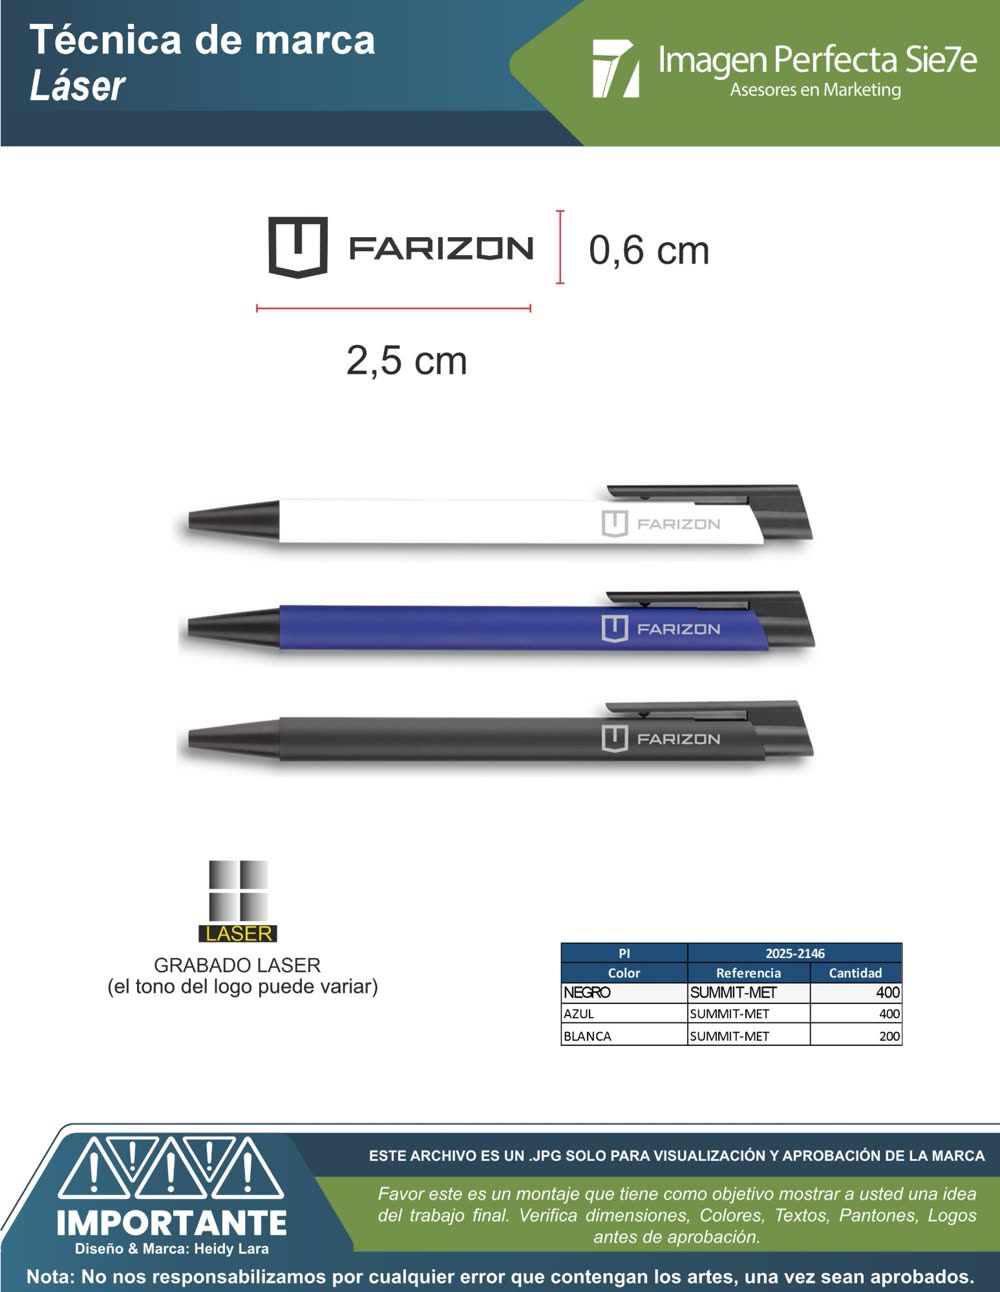 Técnica de marca
Láser
Imagen Perfecta Sie7e
Asesores en Marketing
FARIZON
0,6 cm
2,5 cm
FARIZON
FARIZON
FARIZON
LASER
GRABADO LASER
(el tono del logo puede variar)
PI 2025-2146
Color Referencia Cantidad
NEGRO SUMMIT-MET 400
AZUL SUMMIT-MET 400
BLANCA SUMMIT-MET 200
IMPORTANTE
Diseño & Marca: Heidy Lara
ESTE ARCHIVO ES UN .JPG SOLO PARA VISUALIZACIÓN Y APROBACIÓN DE LA MARCA
Favor este es un montaje que tiene como objetivo mostrar a usted una idea
del trabajo final. Verifica dimensiones, Colores, Textos, Pantones, Logos
antes de aprobación.
Nota: No nos responsabilizamos por cualquier error que contengan los artes, una vez sean aprobados.